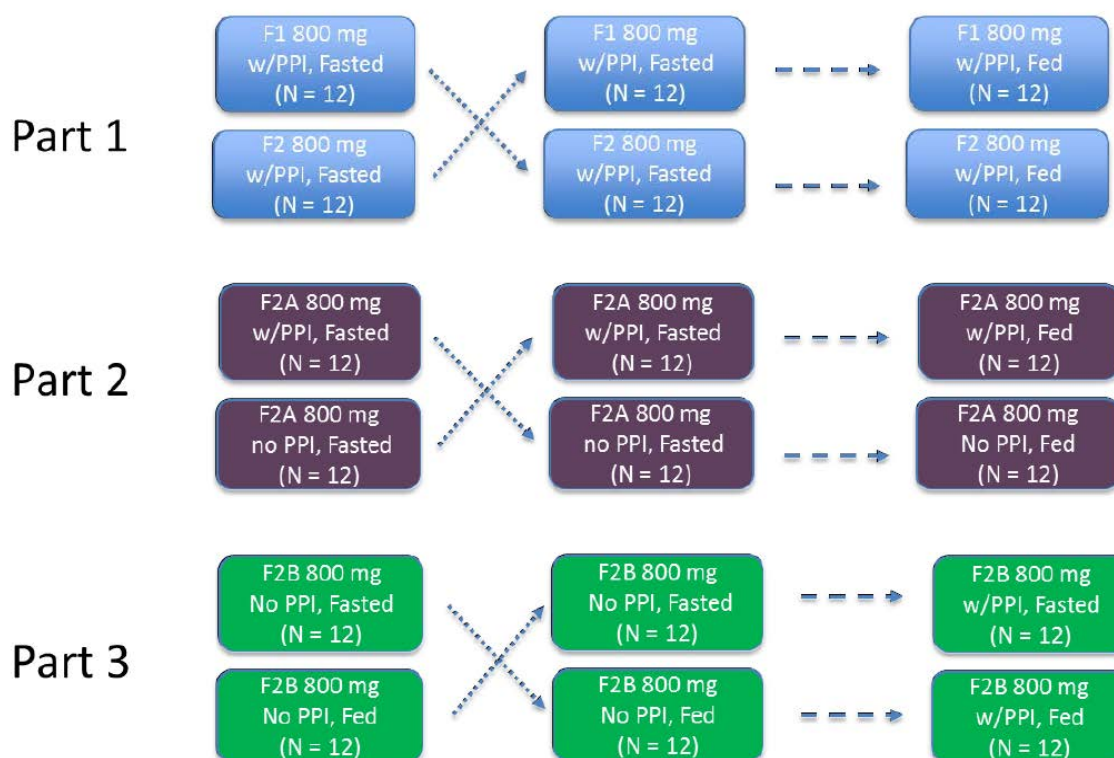 Part 1
F1 800 mg
w/PPI, Fasted
(N = 12)
F1 800 mg
w/PPI, Fasted
(N = 12)
F1 800 mg
w/PPI, Fed
(N = 12)
F2 800 mg
w/PPI, Fasted
(N = 12)
F2 800 mg
w/PPI, Fasted
(N = 12)
F2 800 mg
w/PPI, Fed
(N = 12)
Part 2
F2A 800 mg
w/PPI, Fasted
(N = 12)
F2A 800 mg
w/PPI, Fasted
(N = 12)
F2A 800 mg
w/PPI, Fed
(N = 12)
F2A 800 mg
no PPI, Fasted
(N = 12)
F2A 800 mg
no PPI, Fasted
(N = 12)
F2A 800 mg
No PPI, Fed
(N = 12)
Part 3
F2B 800 mg
No PPI, Fasted
(N = 12)
F2B 800 mg
No PPI, Fasted
(N = 12)
F2B 800 mg
w/PPI, Fasted
(N = 12)
F2B 800 mg
No PPI, Fed
(N = 12)
F2B 800 mg
No PPI, Fed
(N = 12)
F2B 800 mg
w/PPI, Fed
(N = 12)